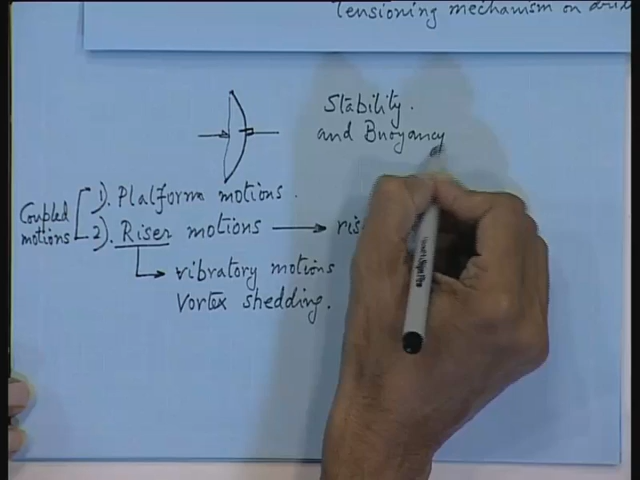 Tensioning mechanism on
Stability.
and Buoyancy
Coupled motions
1). Platform motions.
2). Riser motions → ris
vibratory motions
Vortex shedding.